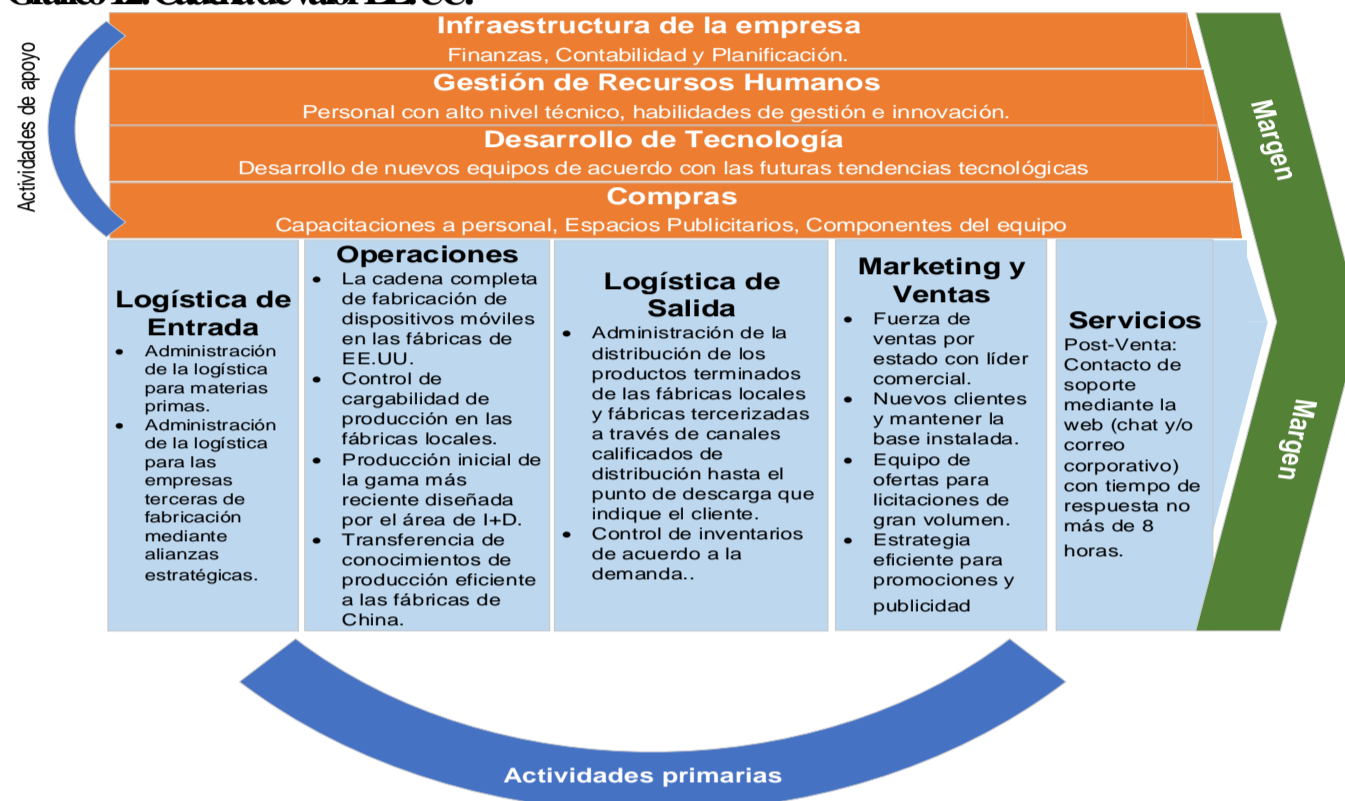 Gráfico 12. Cadena de valor EE. UU.
Actividades de apoyo
Infraestructura de la empresa
Finanzas, Contabilidad y Planificación.
Gestión de Recursos Humanos
Personal con alto nivel técnico, habilidades de gestión e innovación.
Desarrollo de Tecnología
Desarrollo de nuevos equipos de acuerdo con las futuras tendencias tecnológicas
Compras
Capacitaciones a personal, Espacios Publicitarios, Componentes del equipo
Margen
Margen
Logística de
Entrada
• Administración
de la logística
para materias
primas.
• Administración
de la logística
para las
empresas
terceras de
fabricación
mediante
alianzas
estratégicas.
Operaciones
• La cadena completa
de fabricación de
dispositivos móviles
en las fábricas de
EE.UU.
• Control de
cargabilidad de
producción en las
fábricas locales.
• Producción inicial de
la gama más
reciente diseñada
por el área de I+D.
• Transferencia de
conocimientos de
producción eficiente
a las fábricas de
China.
Logística de
Salida
• Administración de la
distribución de los
productos terminados
de las fábricas locales
y fábricas tercerizadas
a través de canales
calificados de
distribución hasta el
punto de descarga que
indique el cliente.
• Control de inventarios
de acuerdo a la
demanda..
Marketing y
Ventas
• Fuerza de
ventas por
estado con líder
comercial.
• Nuevos clientes
y mantener la
base instalada.
• Equipo de
ofertas para
licitaciones de
gran volumen.
• Estrategia
eficiente para
promociones y
publicidad
Servicios
Post-Venta:
Contacto de
soporte
mediante la
web (chat y/o
correo
corporativo)
con tiempo de
respuesta no
más de 8
horas.
Actividades primarias